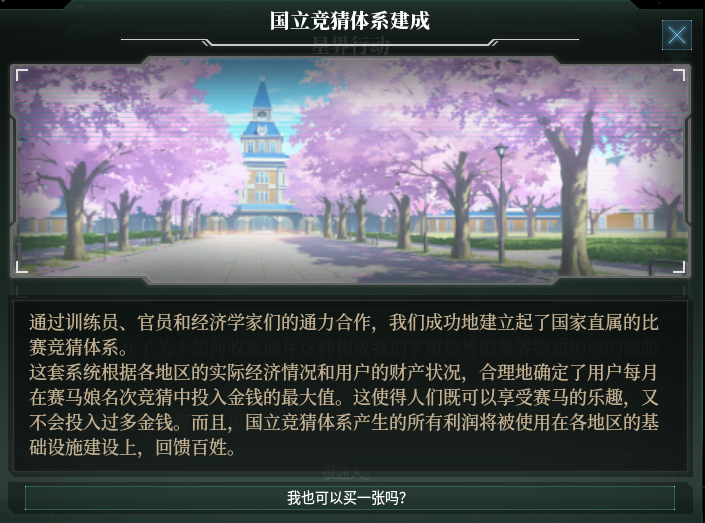 国立竞猜体系建成
星界行动
通过训练员、官员和经济学家们的通力合作，我们成功地建立起了国家直属的比
赛竞猜体系。
这套系统根据各地区的实际经济情况和用户的财产状况，合理地确定了用户每月
在赛马娘名次竞猜中投入金钱的最大值。这使得人们既可以享受赛马的乐趣，又
不会投入过多金钱。而且，国立竞猜体系产生的所有利润将被使用在各地区的基
础设施建设上，回馈百姓。
我也可以买一张吗？